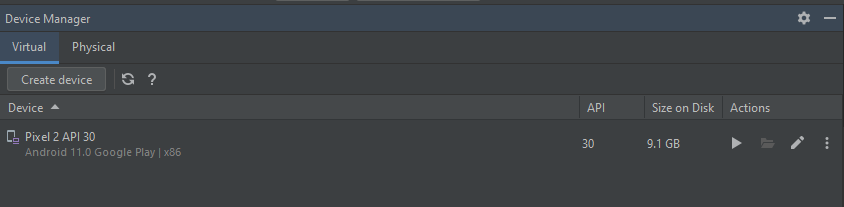 Device Manager
Virtual Physical
Create device ?
Device API Size on Disk Actions
Pixel 2 API 30 30 9.1 GB
Android 11.0 Google Play | x86